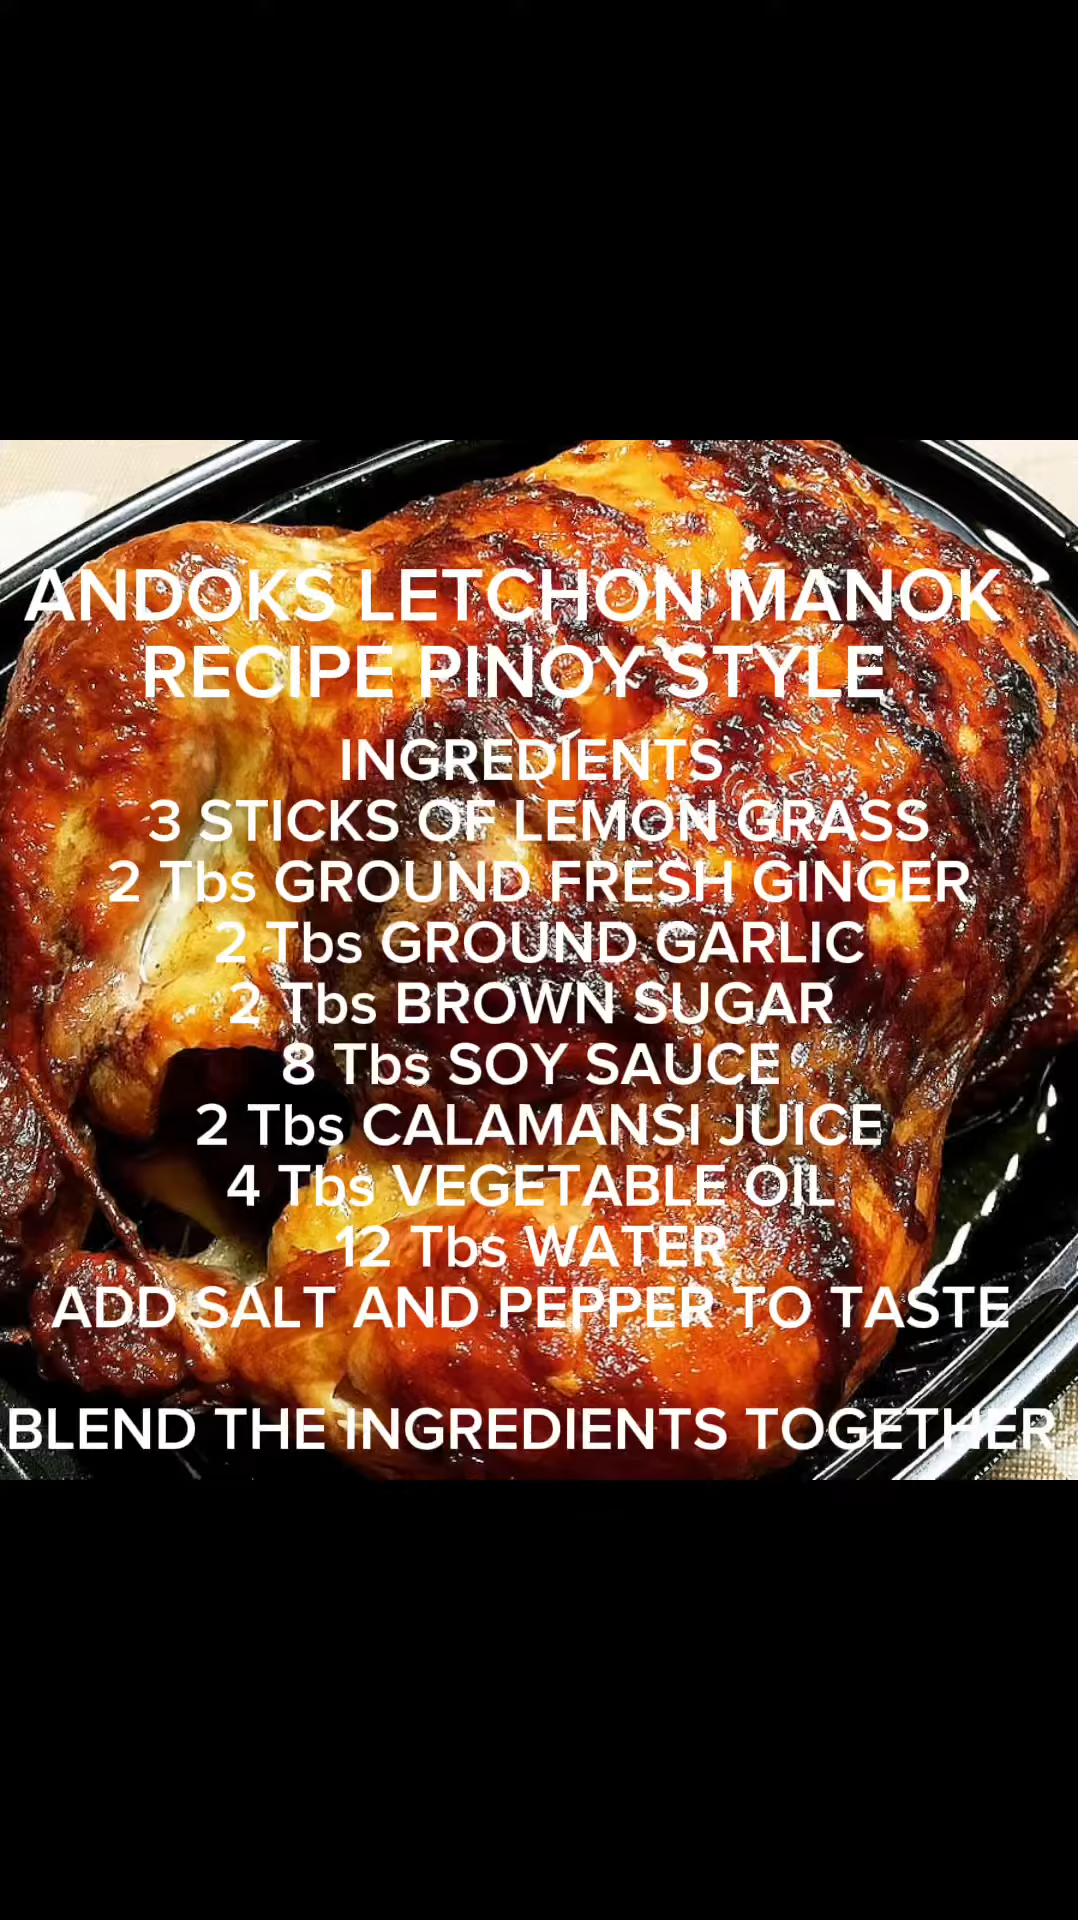 ANDOKS LETCHON MANOK
RECIPE PINOY STYLE
INGREDIENTS
3 STICKS OF LEMON GRASS
2 Tbs GROUND FRESH GINGER
2 Tbs GROUND GARLIC
2 Tbs BROWN SUGAR
8 Tbs SOY SAUCE
2 Tbs CALAMANSI JUICE
4 Tbs VEGETABLE OIL
12 Tbs WATER
ADD SALT AND PEPPER TO TASTE
BLEND THE INGREDIENTS TOGETHER